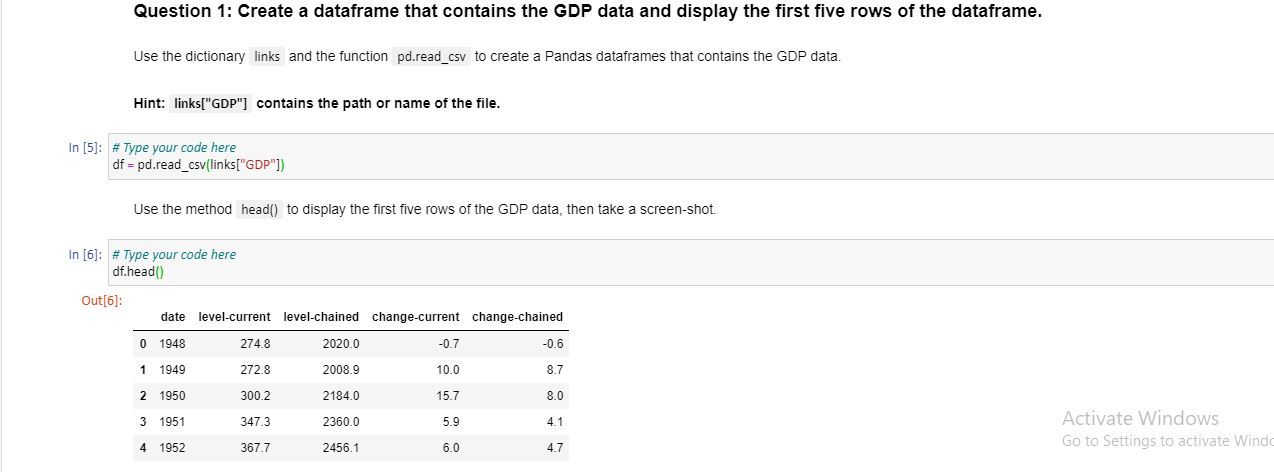 Question 1: Create a dataframe that contains the GDP data and display the first five rows of the dataframe.
Use the dictionary links and the function pd.read_csv to create a Pandas dataframes that contains the GDP data.
Hint: links["GDP"] contains the path or name of the file.
In [5]: # Type your code here
df = pd.read_csv(links["GDP"])
Use the method head() to display the first five rows of the GDP data, then take a screen-shot.
In [6]: # Type your code here
df.head()
Out[6]:
date level-current level-chained change-current change-chained
0 1948 274.8 2020.0 -0.7 -0.6
1 1949 272.8 2008.9 10.0 8.7
2 1950 300.2 2184.0 15.7 8.0
3 1951 347.3 2360.0 5.9 4.1
4 1952 367.7 2456.1 6.0 4.7
Activate Windows
Go to Settings to activate Windo